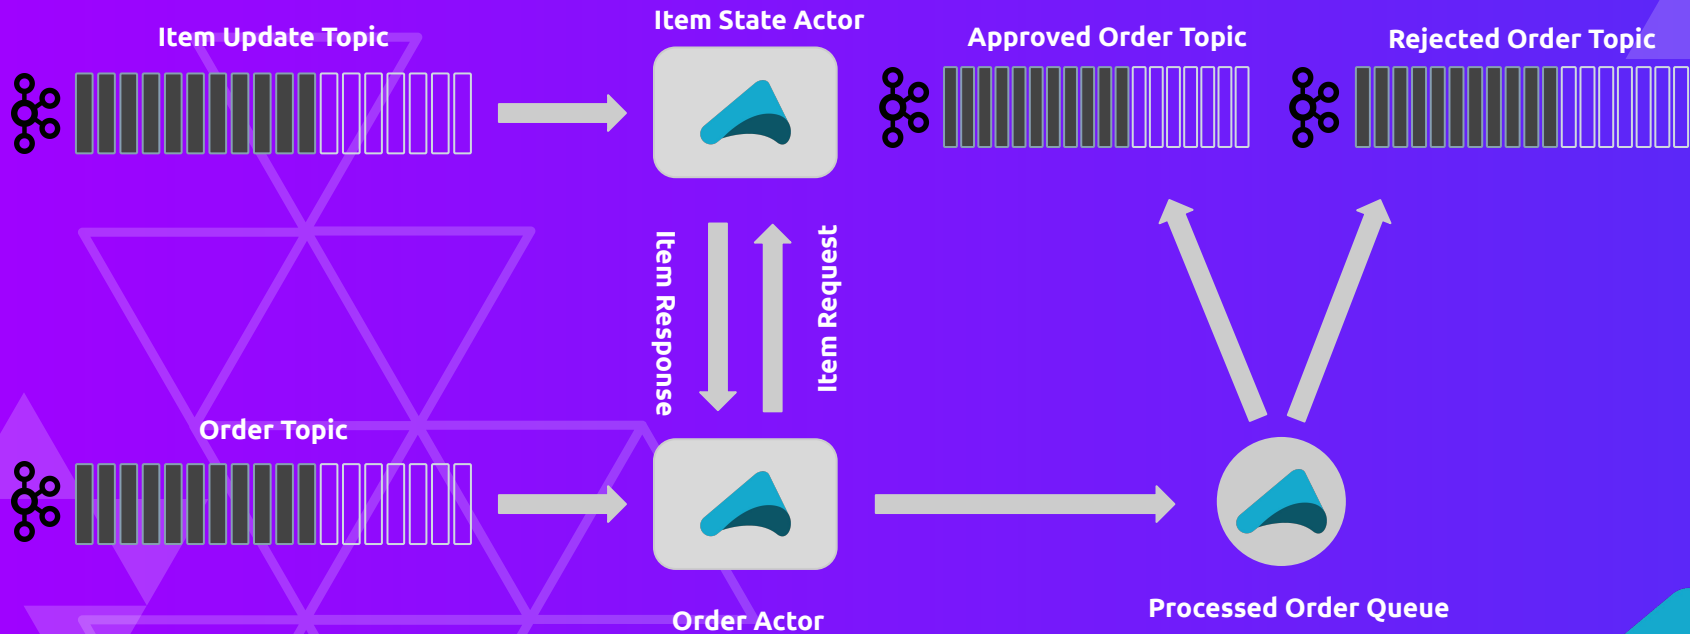 Item Update Topic
Item State Actor
Approved Order Topic
Rejected Order Topic
Item Response
Item Request
Order Topic
Order Actor
Processed Order Queue